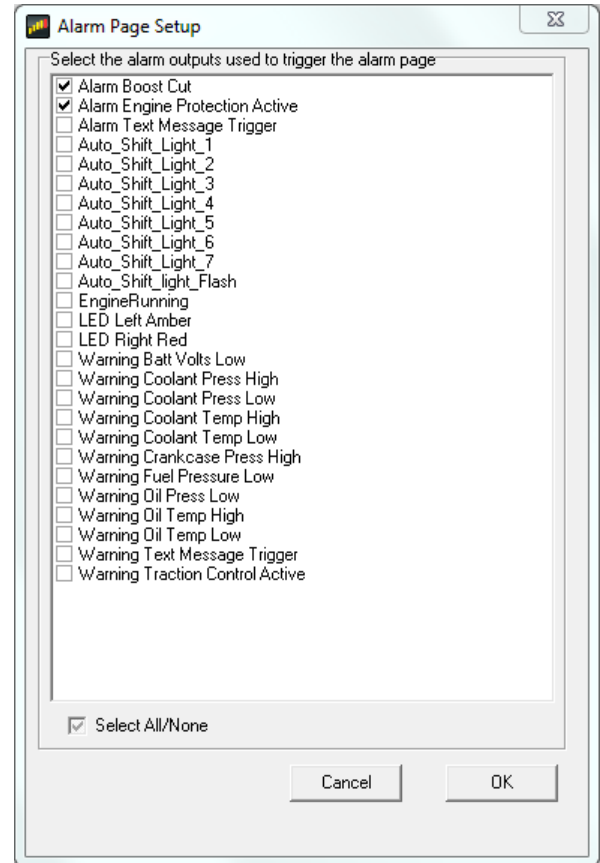 Alarm Page Setup
Select the alarm outputs used to trigger the alarm page
Alarm Boost Cut
Alarm Engine Protection Active
Alarm Text Message Trigger
Auto_Shift_Light_1
Auto_Shift_Light_2
Auto_Shift_Light_3
Auto_Shift_Light_4
Auto_Shift_Light_5
Auto_Shift_Light_6
Auto_Shift_Light_7
Auto_Shift_light_Flash
EngineRunning
LED Left Amber
LED Right Red
Warning Batt Volts Low
Warning Coolant Press High
Warning Coolant Press Low
Warning Coolant Temp High
Warning Coolant Temp Low
Warning Crankcase Press High
Warning Fuel Pressure Low
Warning Oil Press Low
Warning Oil Temp High
Warning Oil Temp Low
Warning Text Message Trigger
Warning Traction Control Active
Select All/None
Cancel OK